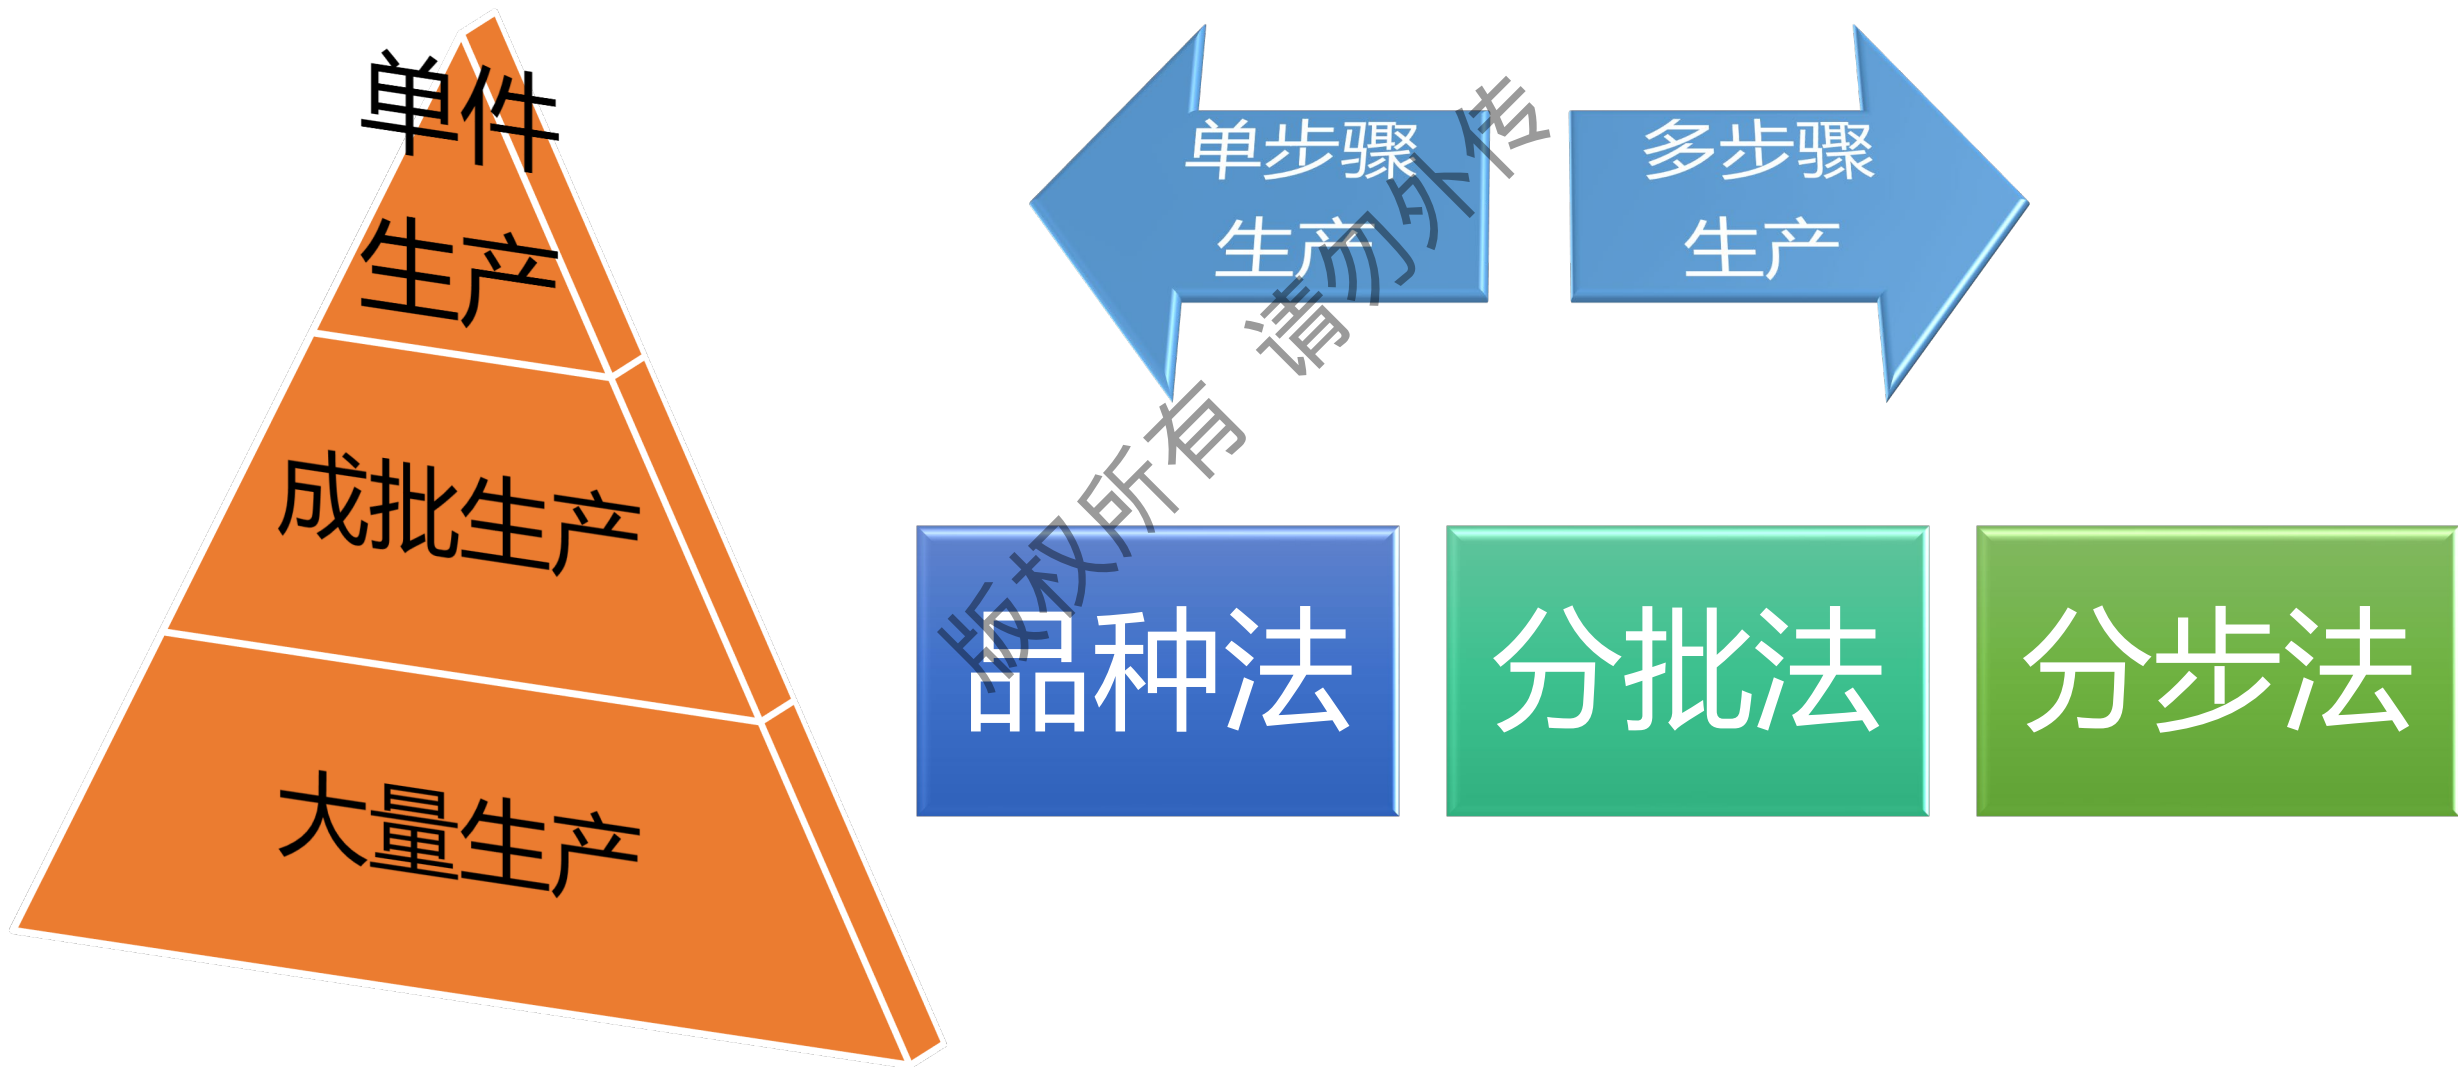 单件
生产
成批生产
大量生产
单步骤
生产
多步骤
生产
品种法
分批法
分步法
版权所有 请勿外传